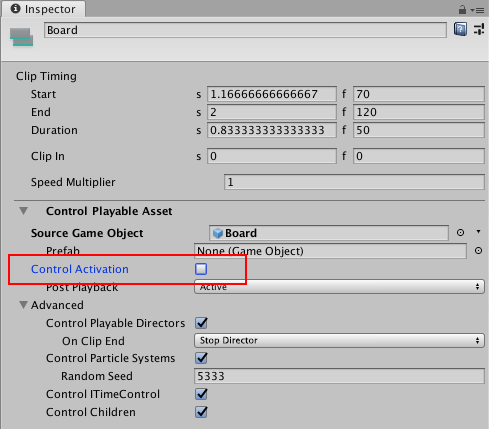 Inspector
Board
Clip Timing
Start s 1.16666666666667 f 70
End s 2 f 120
Duration s 0.833333333333333 f 50
Clip In s 0 f 0
Speed Multiplier 1
Control Playable Asset
Source Game Object Board
Prefab None (Game Object)
Control Activation
Post Playback Active
Advanced
Control Playable Directors
On Clip End Stop Director
Control Particle Systems
Random Seed 5333
Control ITimeControl
Control Children